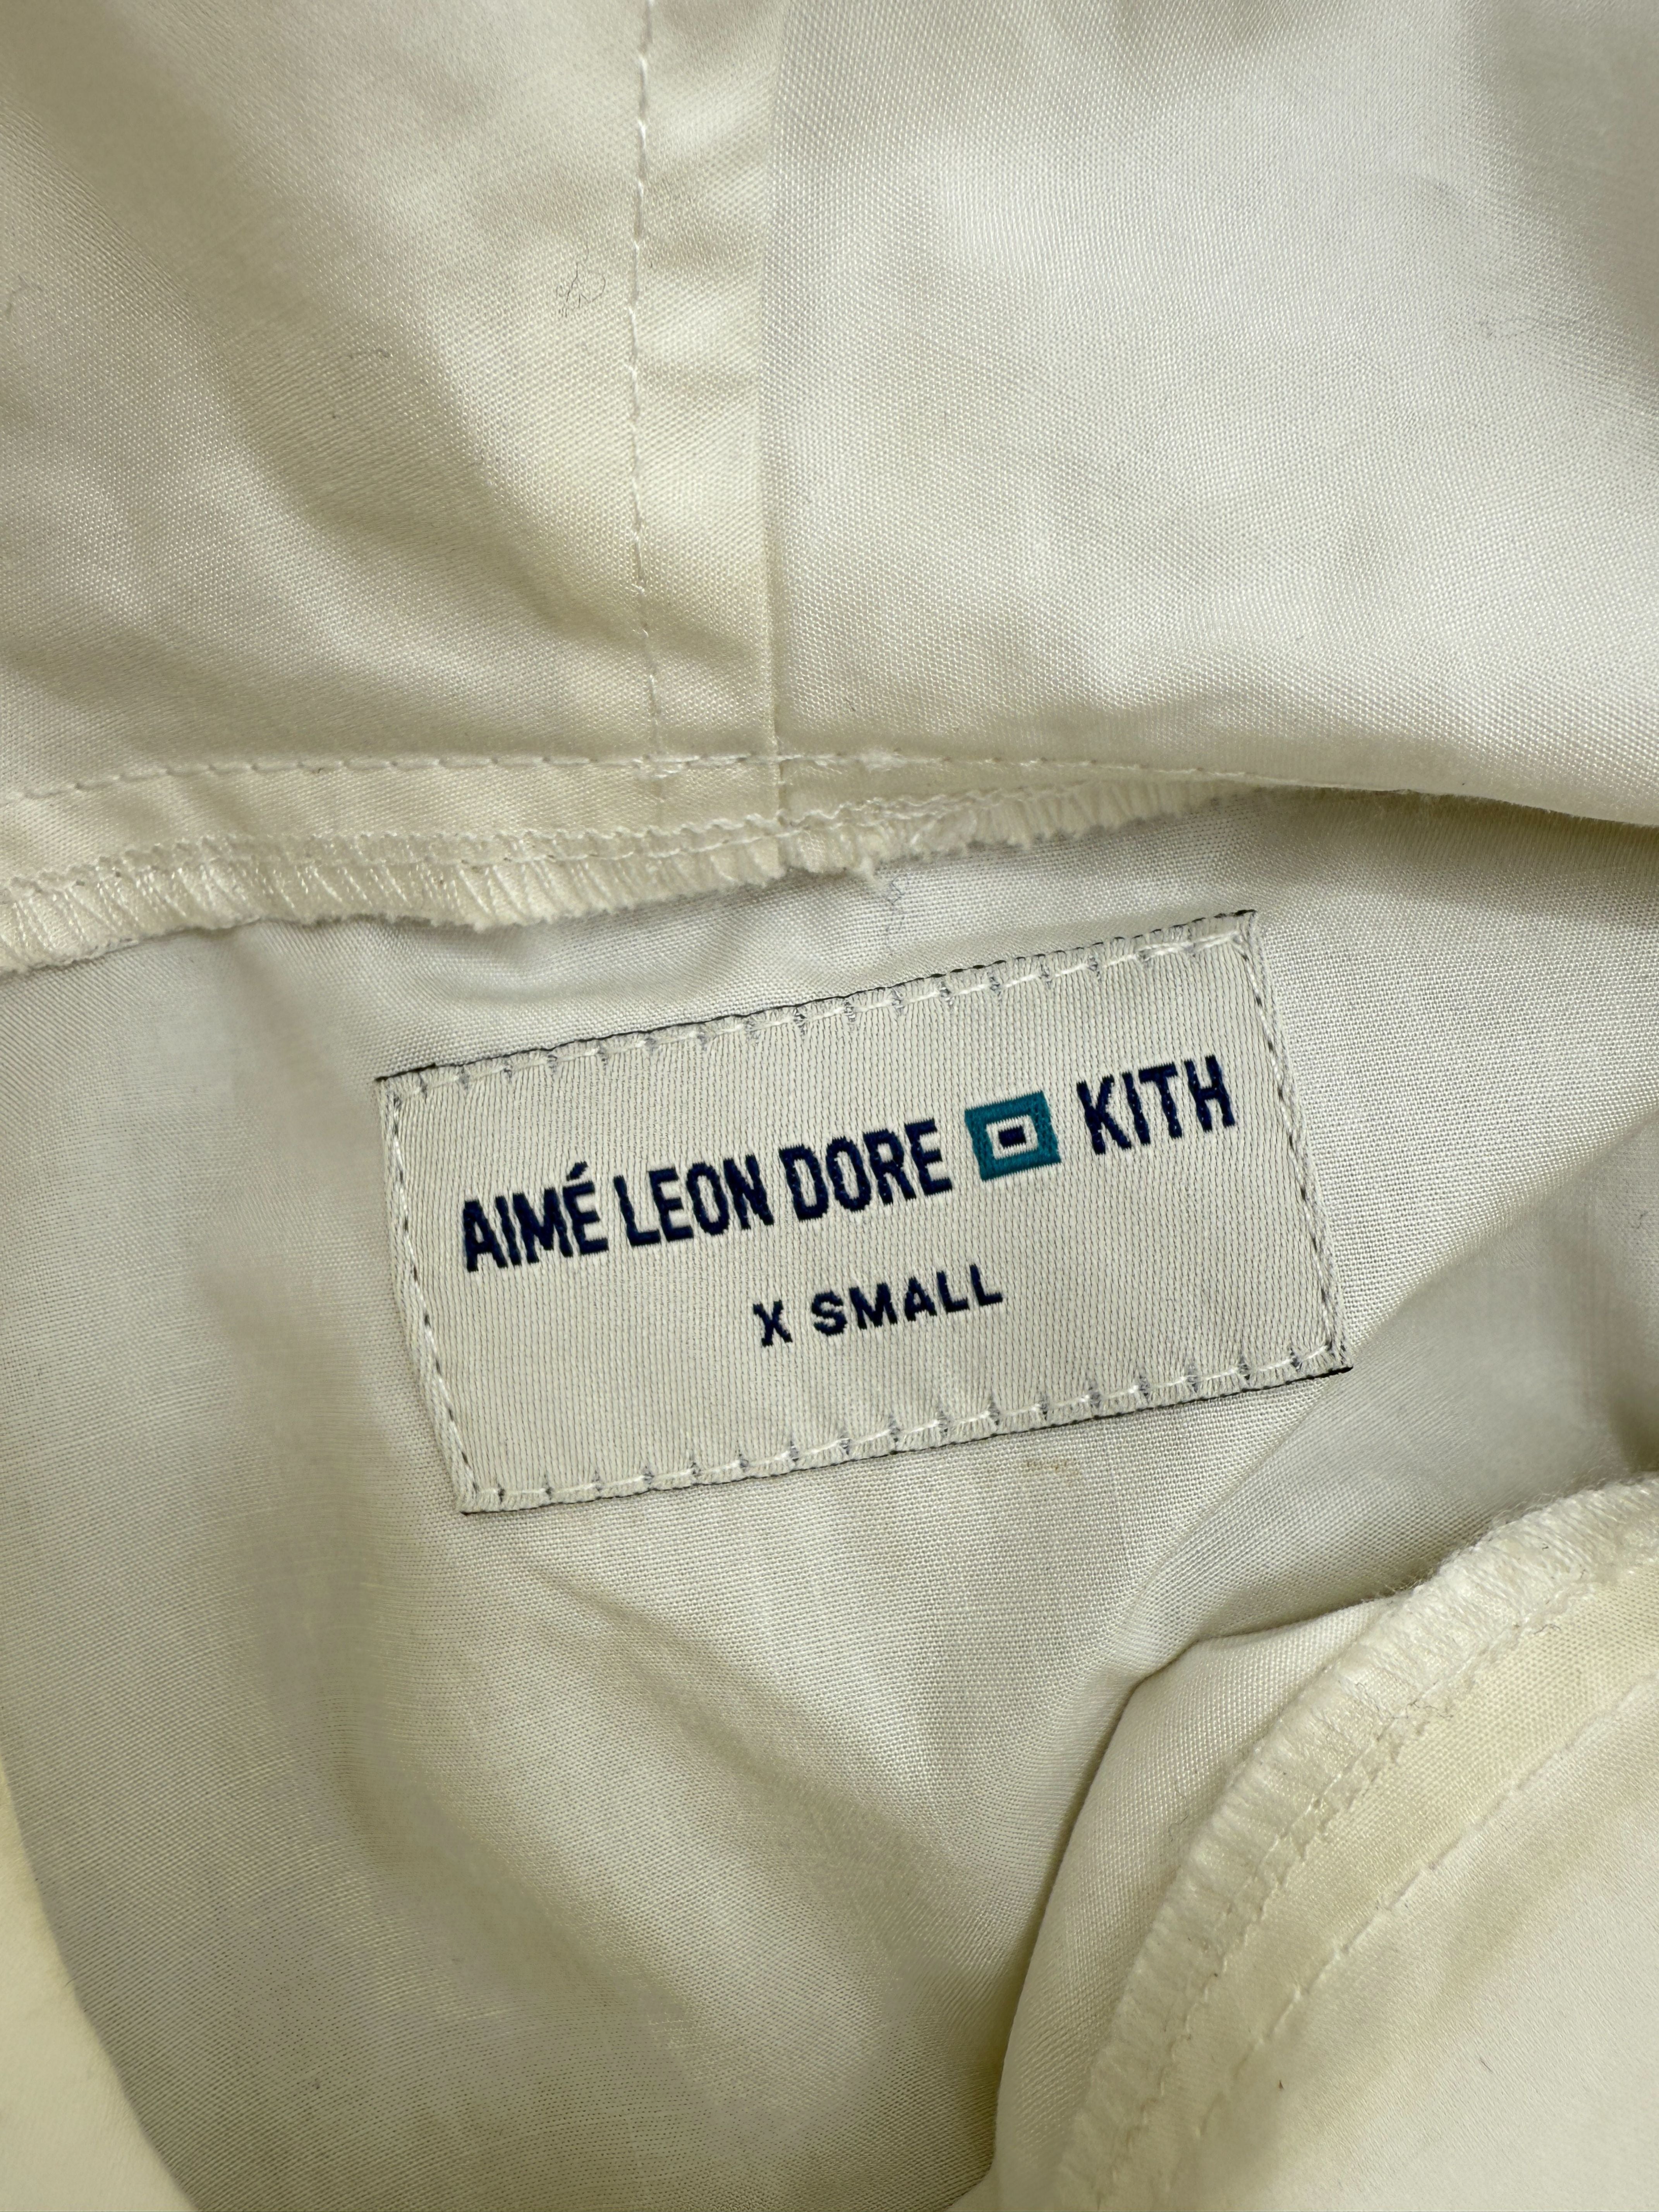 AIMÉ LEON DORE KITH
X SMALL